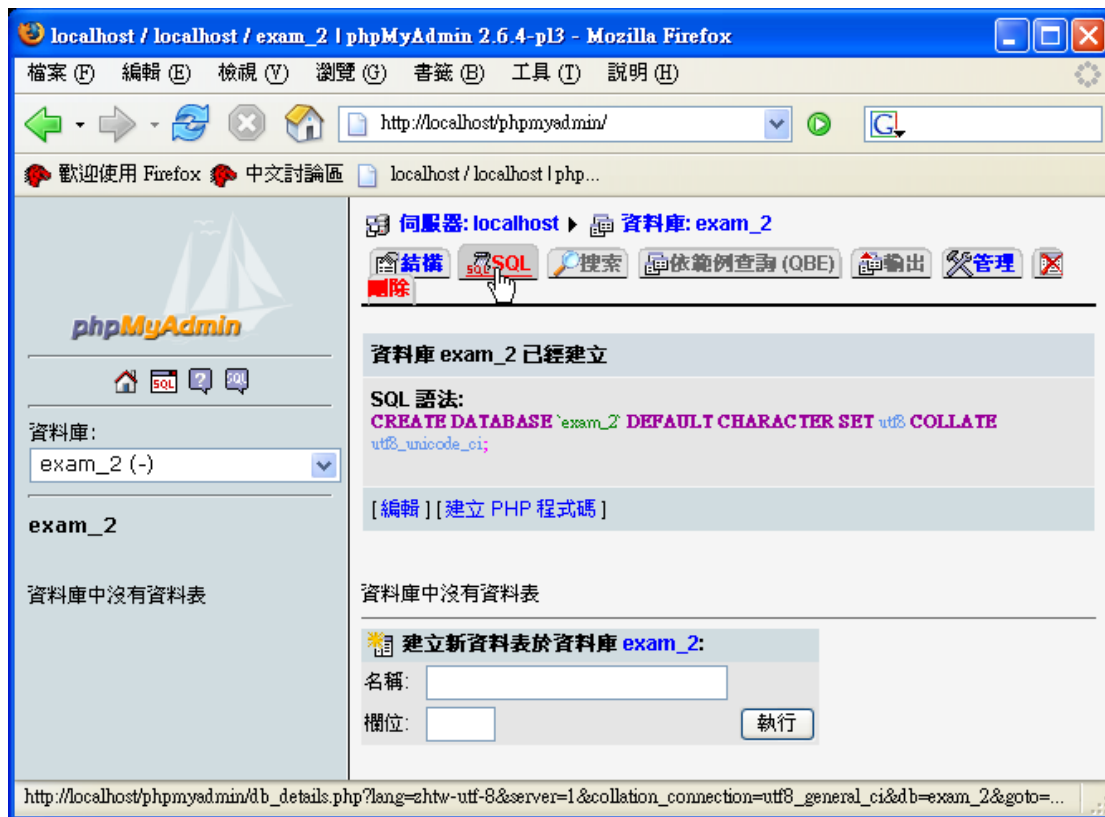 localhost / localhost / exam_2 | phpMyAdmin 2.6.4-pl3 - Mozilla Firefox
檔案 (F) 編輯 (E) 檢視 (V) 瀏覽 (G) 書籤 (B) 工具 (T) 說明 (H)
http://localhost/phpmyadmin/
G
歡迎使用 Firefox 中文討論區 localhost / localhost | php...
phpMyAdmin
SQL ? SQL
資料庫:
exam_2 (-)
exam_2
資料庫中沒有資料表
伺服器: localhost 資料庫: exam_2
結構 SQL 搜索 依範例查詢 (QBE) 輸出 管理
刪除
資料庫 exam_2 已經建立
SQL 語法:
CREATE DATABASE `exam_2` DEFAULT CHARACTER SET utf8 COLLATE
utf8_unicode_ci;
[ 編輯 ] [ 建立 PHP 程式碼 ]
資料庫中沒有資料表
建立新資料表於資料庫 exam_2:
名稱:
欄位:
執行
http://localhost/phpmyadmin/db_details.php?lang=zhtw-utf-8&server=1&collation_connection=utf8_general_ci&db=exam_2&goto=...